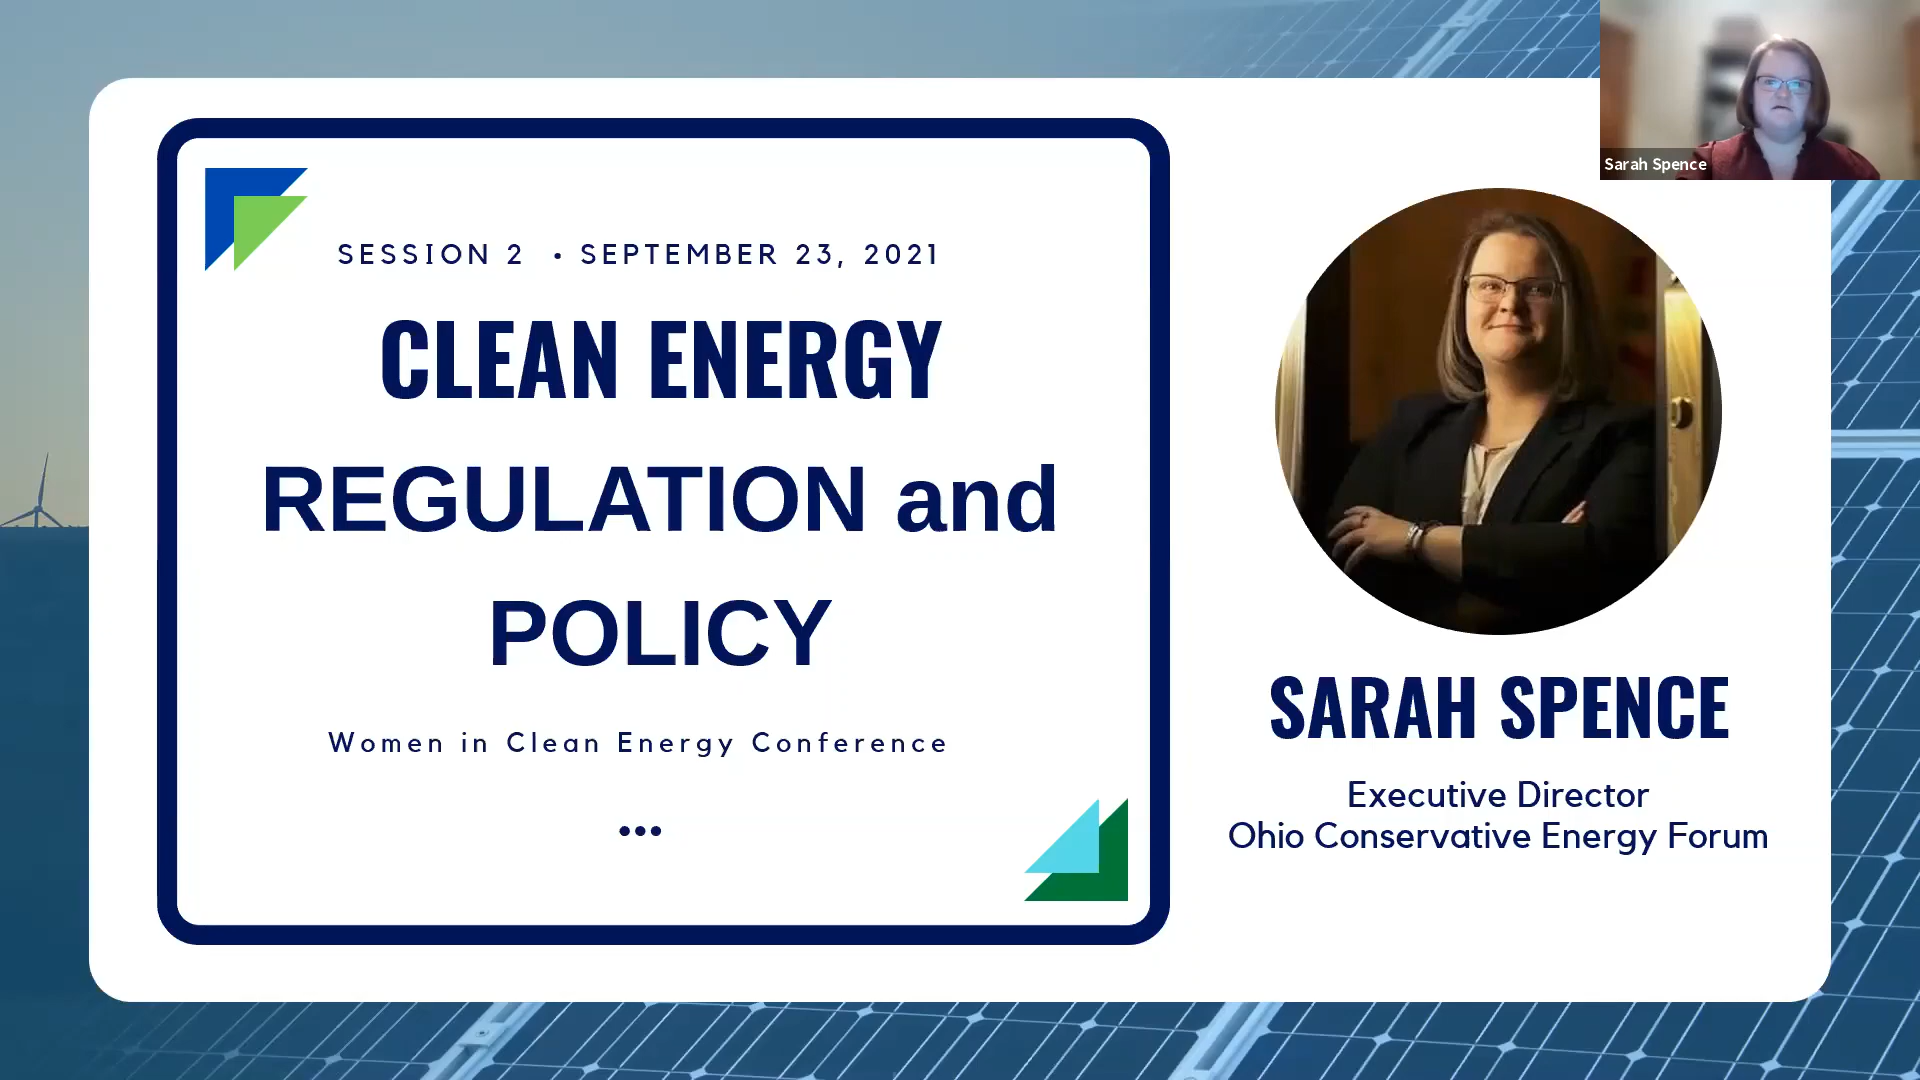 SESSION 2 • SEPTEMBER 23, 2021
CLEAN ENERGY
REGULATION and
POLICY
Women in Clean Energy Conference
•••
Sarah Spence
SARAH SPENCE
Executive Director
Ohio Conservative Energy Forum